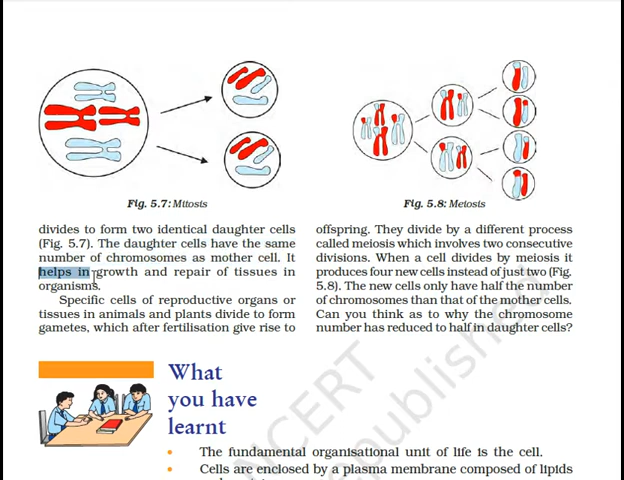 Fig. 5.7: Mitosis
divides to form two identical daughter cells
(Fig. 5.7). The daughter cells have the same
number of chromosomes as mother cell. It
helps in growth and repair of tissues in
organisms.
Specific cells of reproductive organs or
tissues in animals and plants divide to form
gametes, which after fertilisation give rise to
Fig. 5.8: Meiosis
offspring. They divide by a different process
called meiosis which involves two consecutive
divisions. When a cell divides by meiosis it
produces four new cells instead of just two (Fig.
5.8). The new cells only have half the number
of chromosomes than that of the mother cells.
Can you think as to why the chromosome
number has reduced to half in daughter cells?
What
you have
learnt
• The fundamental organisational unit of life is the cell.
• Cells are enclosed by a plasma membrane composed of lipids
NCERT
republished